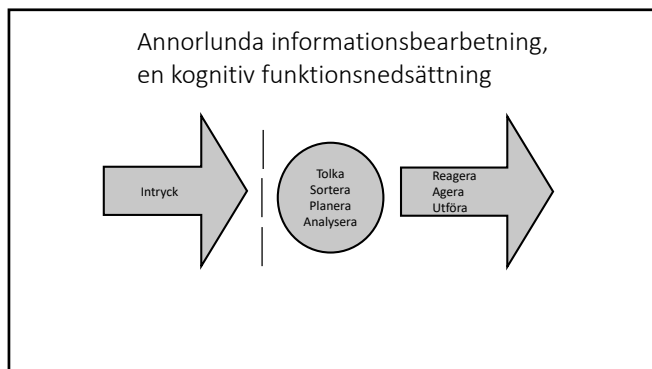 Annorlunda informationsbearbetning,
en kognitiv funktionsnedsättning
Intryck
Tolka
Sortera
Planera
Analysera
Reagera
Agera
Utföra